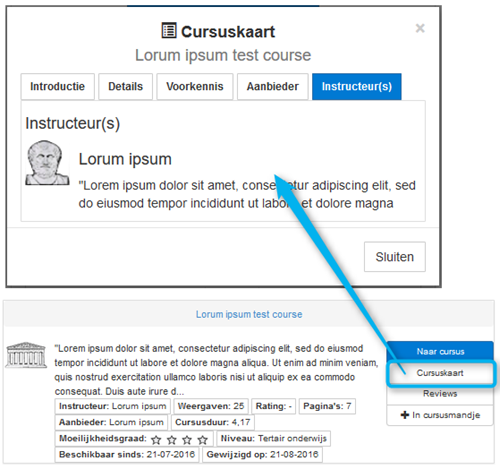 Cursuskaart
×
Lorum ipsum test course
Introductie
Details
Voorkennis
Aanbieder
Instructeur(s)
Instructeur(s)
Lorum ipsum
"Lorem ipsum dolor sit amet, consectetur adipiscing elit, sed
do eiusmod tempor incididunt ut labore et dolore magna
Sluiten
Lorum ipsum test course
"Lorem ipsum dolor sit amet, consectetur adipiscing elit, sed do eiusmod
tempor incididunt ut labore et dolore magna aliqua. Ut enim ad minim veniam,
quis nostrud exercitation ullamco laboris nisi ut aliquip ex ea commodo
consequat. Duis aute irure d...
Instructeur: Lorum ipsum
Weergaven: 25
Rating: -
Pagina's: 7
Aanbieder: Lorum ipsum
Cursusduur: 4,17
Moeilijkheidsgraad:
Niveau: Tertair onderwijs
Beschikbaar sinds: 21-07-2016
Gewijzigd op: 21-08-2016
Naar cursus
Cursuskaart
Reviews
+ In cursusmandje